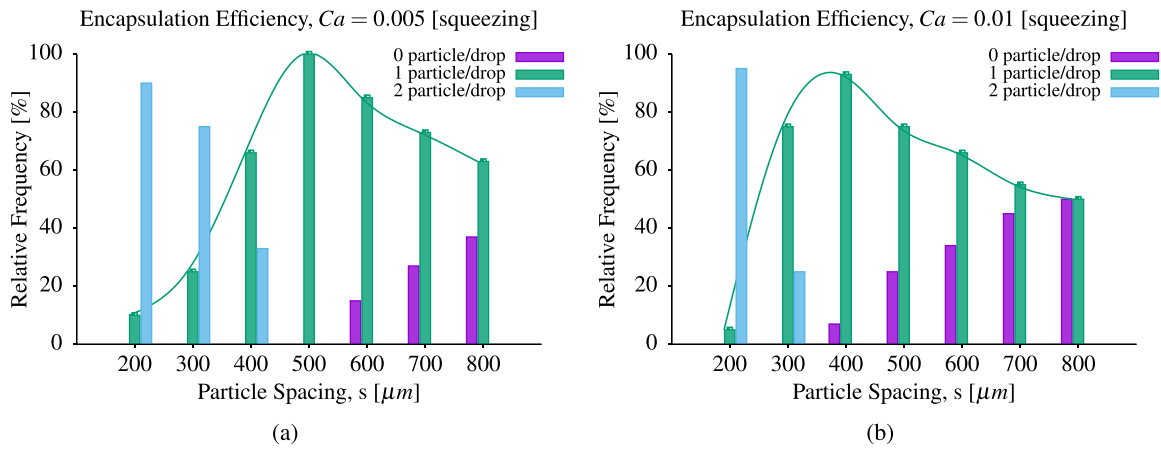 Encapsulation Efficiency, Ca = 0.005 [squeezing]
Relative Frequency [%]
100
80
60
40
20
0
0 particle/drop
1 particle/drop
2 particle/drop
200 300 400 500 600 700 800
Particle Spacing, s [μm]
(a)
Encapsulation Efficiency, Ca = 0.01 [squeezing]
Relative Frequency [%]
100
80
60
40
20
0
0 particle/drop
1 particle/drop
2 particle/drop
200 300 400 500 600 700 800
Particle Spacing, s [μm]
(b)